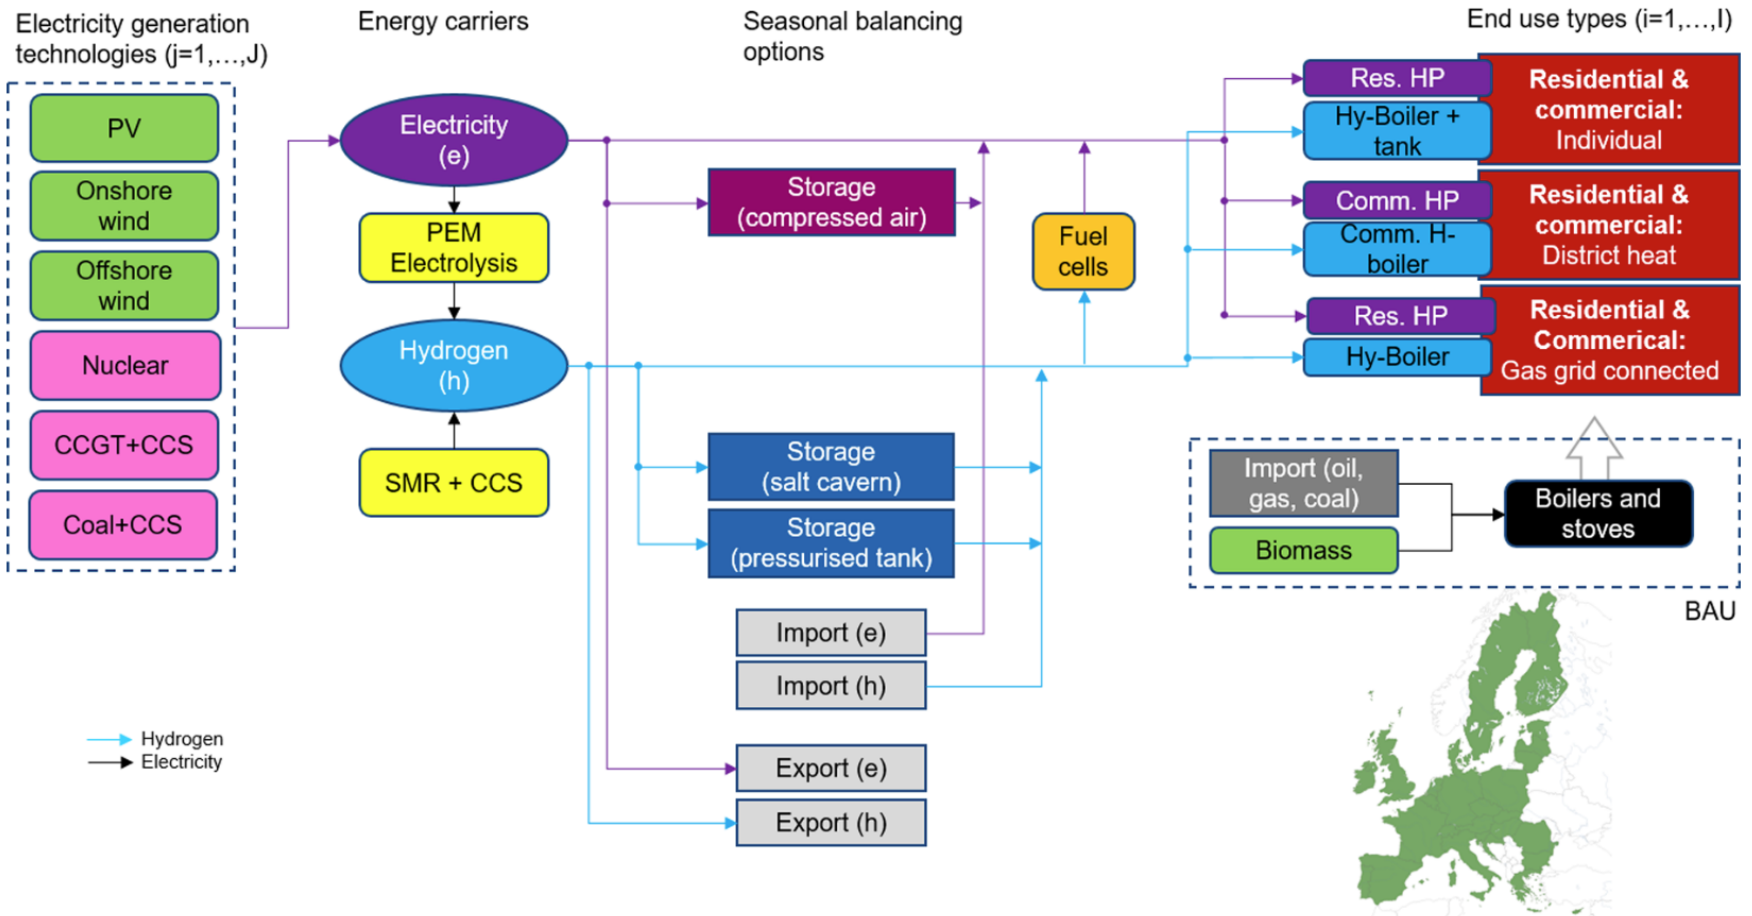 Electricity generation
technologies (j=1,…,J)
Energy carriers
Seasonal balancing
options
End use types (i=1,…,I)
PV
Onshore
wind
Offshore
wind
Nuclear
CCGT+CCS
Coal+CCS
Electricity
(e)
PEM
Electrolysis
Hydrogen
(h)
SMR + CCS
Storage
(compressed air)
Fuel
cells
Storage
(salt cavern)
Storage
(pressurised tank)
Import (e)
Import (h)
Export (e)
Export (h)
Res. HP
Hy-Boiler +
tank
Residential &
commercial:
Individual
Comm. HP
Comm. H-
boiler
Residential &
commercial:
District heat
Res. HP
Hy-Boiler
Residential &
Commerical:
Gas grid connected
Import (oil,
gas, coal)
Biomass
Boilers and
stoves
BAU
Hydrogen
Electricity